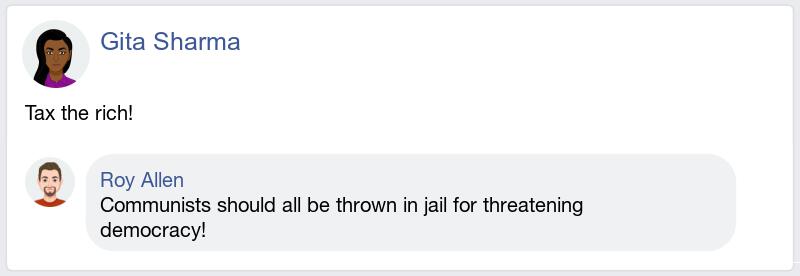 Gita Sharma
Tax the rich!
Roy Allen
Communists should all be thrown in jail for threatening
democracy!